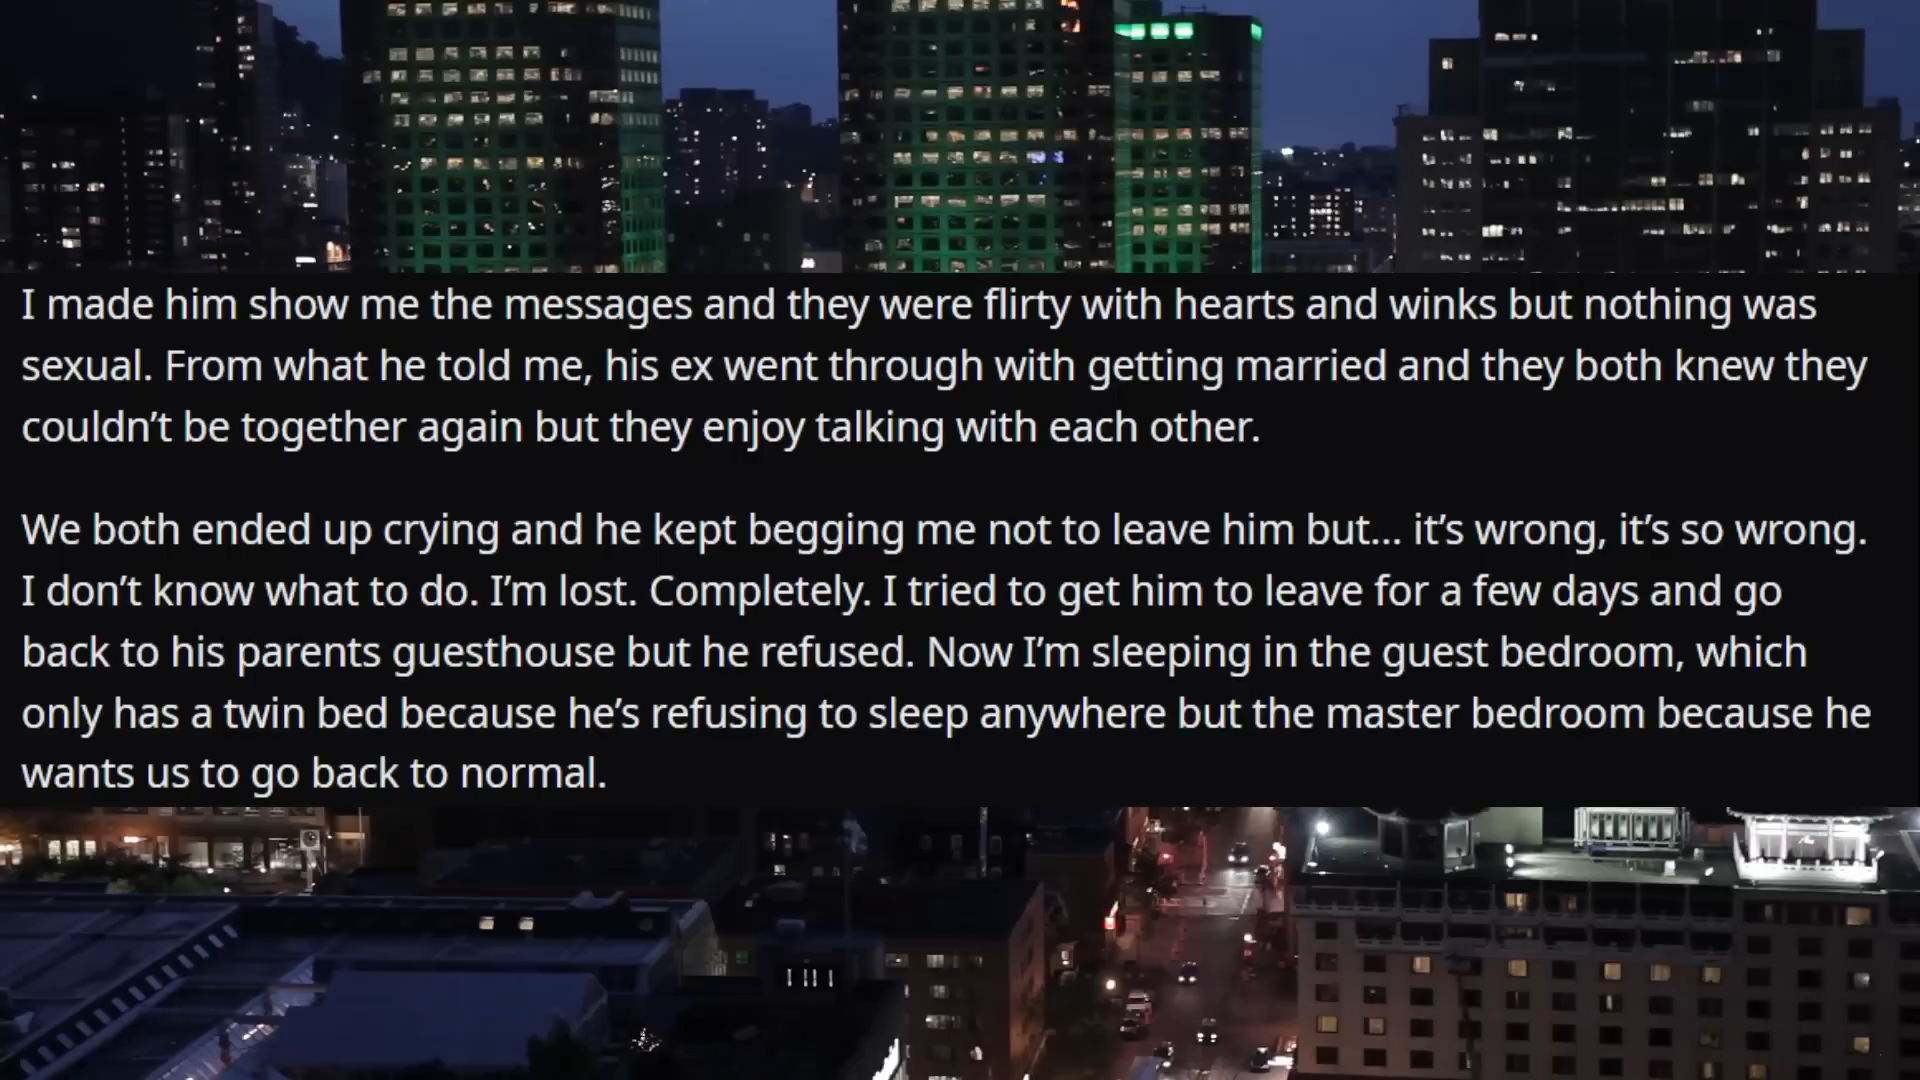 I made him show me the messages and they were flirty with hearts and winks but nothing was
sexual. From what he told me, his ex went through with getting married and they both knew they
couldn’t be together again but they enjoy talking with each other.
We both ended up crying and he kept begging me not to leave him but... it’s wrong, it’s so wrong.
I don’t know what to do. I’m lost. Completely. I tried to get him to leave for a few days and go
back to his parents guesthouse but he refused. Now I’m sleeping in the guest bedroom, which
only has a twin bed because he’s refusing to sleep anywhere but the master bedroom because he
wants us to go back to normal.